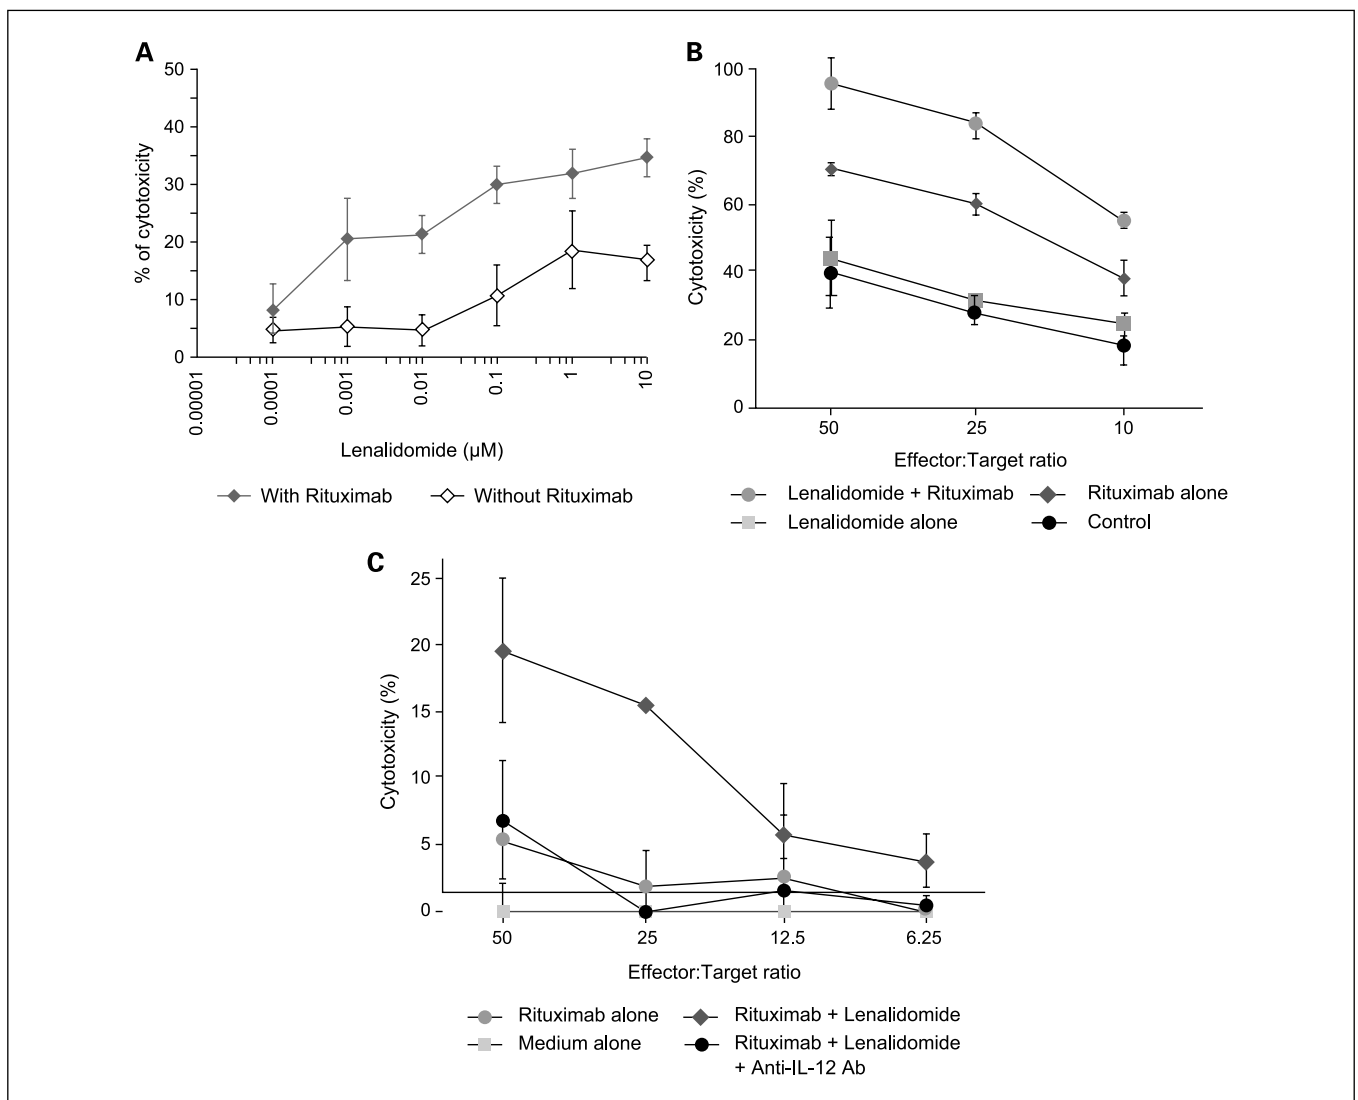 A
50
40
30
20
10
0
% of cytotoxicity
0.00001
0.0001
0.001
0.01
0.1
1
10
Lenalidomide (µM)
With Rituximab
Without Rituximab
B
100
80
60
40
20
0
Cytotoxicity (%)
50
25
10
Effector:Target ratio
Lenalidomide + Rituximab
Rituximab alone
Lenalidomide alone
Control
C
25
20
15
10
5
0
Cytotoxicity (%)
50
25
12.5
6.25
Effector:Target ratio
Rituximab alone
Rituximab + Lenalidomide
Medium alone
Rituximab + Lenalidomide
+ Anti-IL-12 Ab